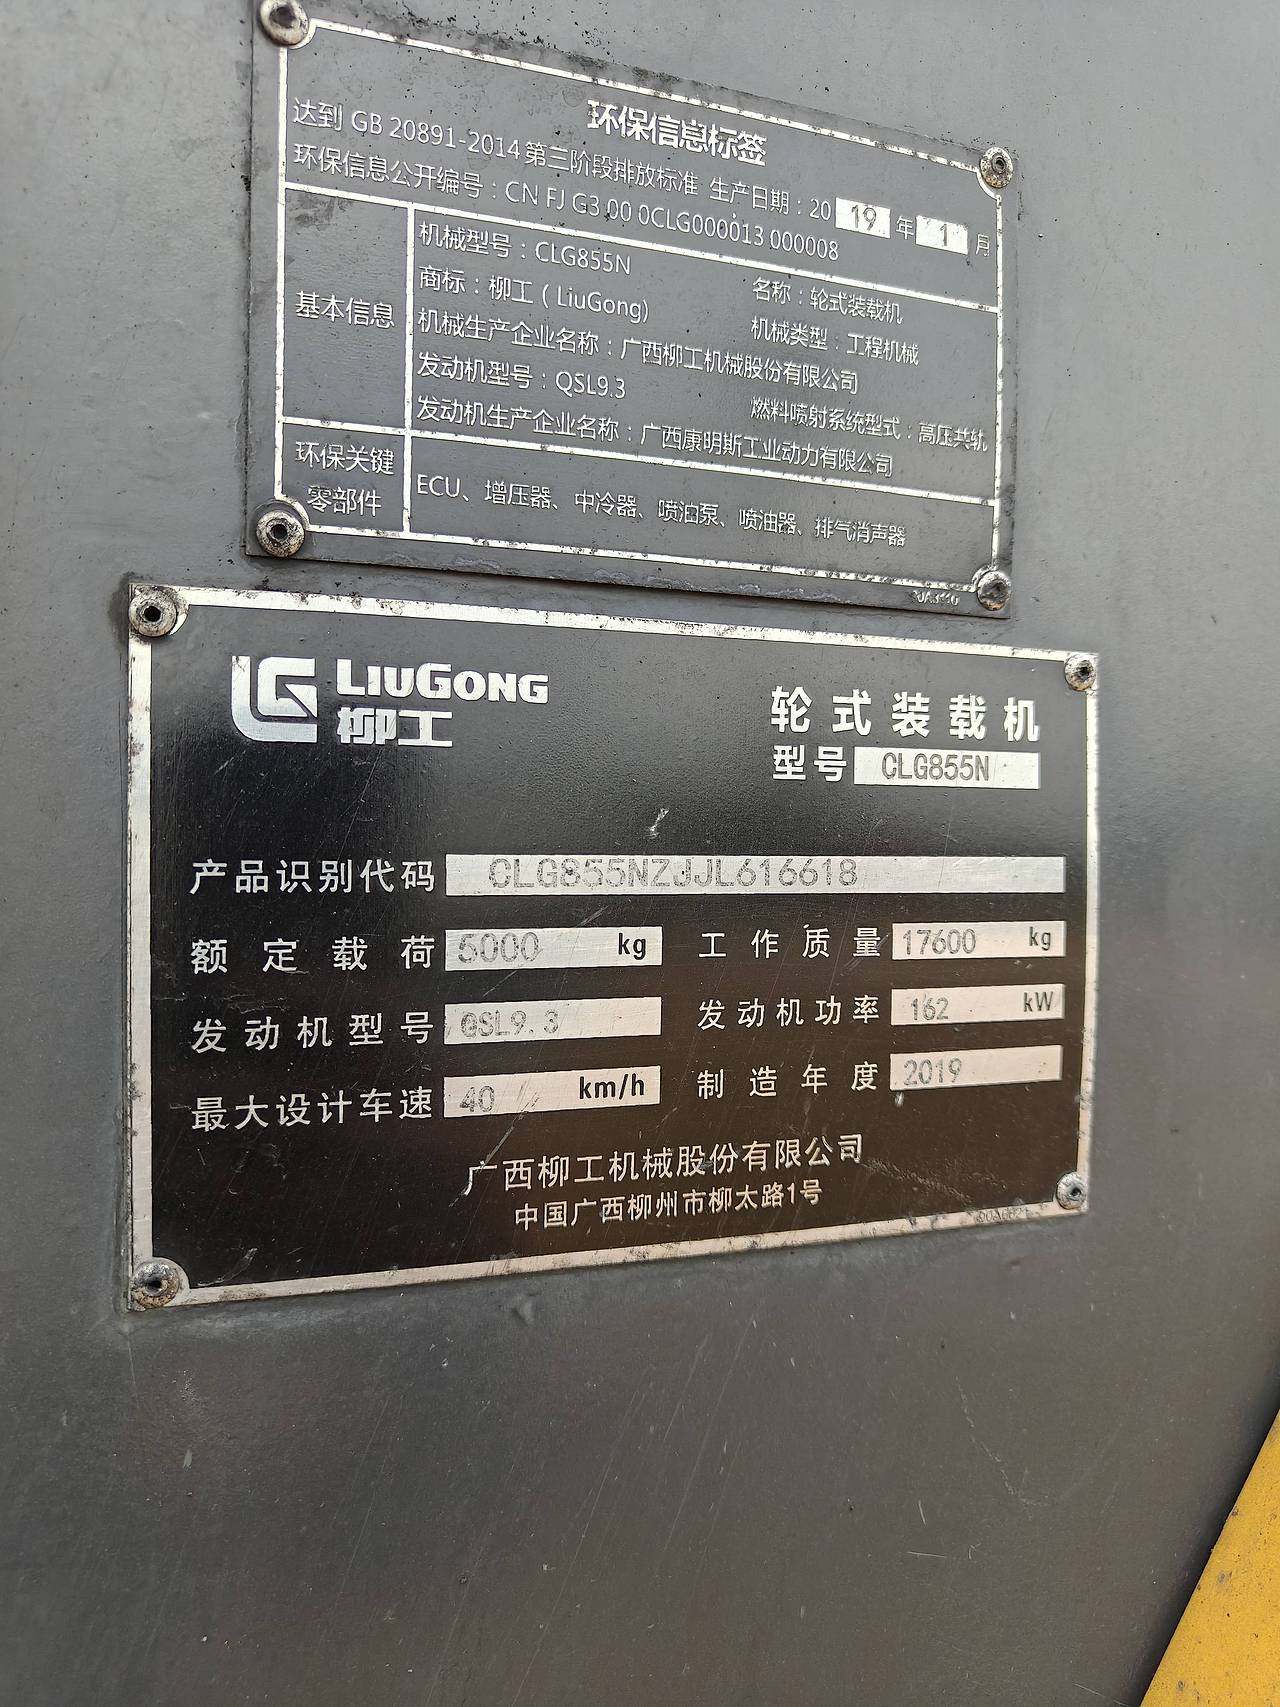 环保信息标签
达到 GB 20891-2014 第三阶段排放标准 生产日期：2019年1月
环保信息公开编号：CN FJ G3 00 0CLG000013 000008
基本信息
机械型号：CLG855N 名称：轮式装载机
商标：柳工（LiuGong) 机械类型：工程机械
机械生产企业名称：广西柳工机械股份有限公司
发动机型号：QSL9.3 燃料喷射系统型式：高压共轨
发动机生产企业名称：广西康明斯工业动力有限公司
环保关键零部件
ECU、增压器、中冷器、喷油泵、喷油器、排气消声器
LIUGONG
柳工
轮式装载机
型号 CLG855N
产品识别代码 CLG855NZJJL616618
额定载荷 5000 kg 工作质量 17600 kg
发动机型号 QSL9.3 发动机功率 162 kW
最大设计车速 40 km/h 制造年度 2019
广西柳工机械股份有限公司
中国广西柳州市柳太路1号